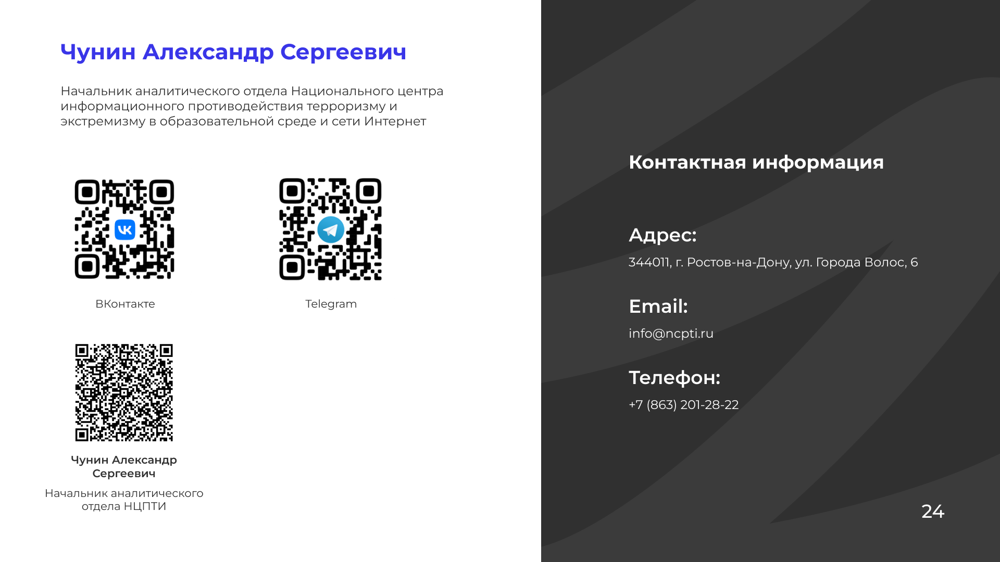 Чунин Александр Сергеевич
Начальник аналитического отдела Национального центра
информационного противодействия терроризму и
экстремизму в образовательной среде и сети Интернет
ВКонтакте
Telegram
Чунин Александр
Сергеевич
Начальник аналитического
отдела НЦПТИ
Контактная информация
Адрес:
344011, г. Ростов-на-Дону, ул. Города Волос, 6
Email:
info@ncpti.ru
Телефон:
+7 (863) 201-28-22
24